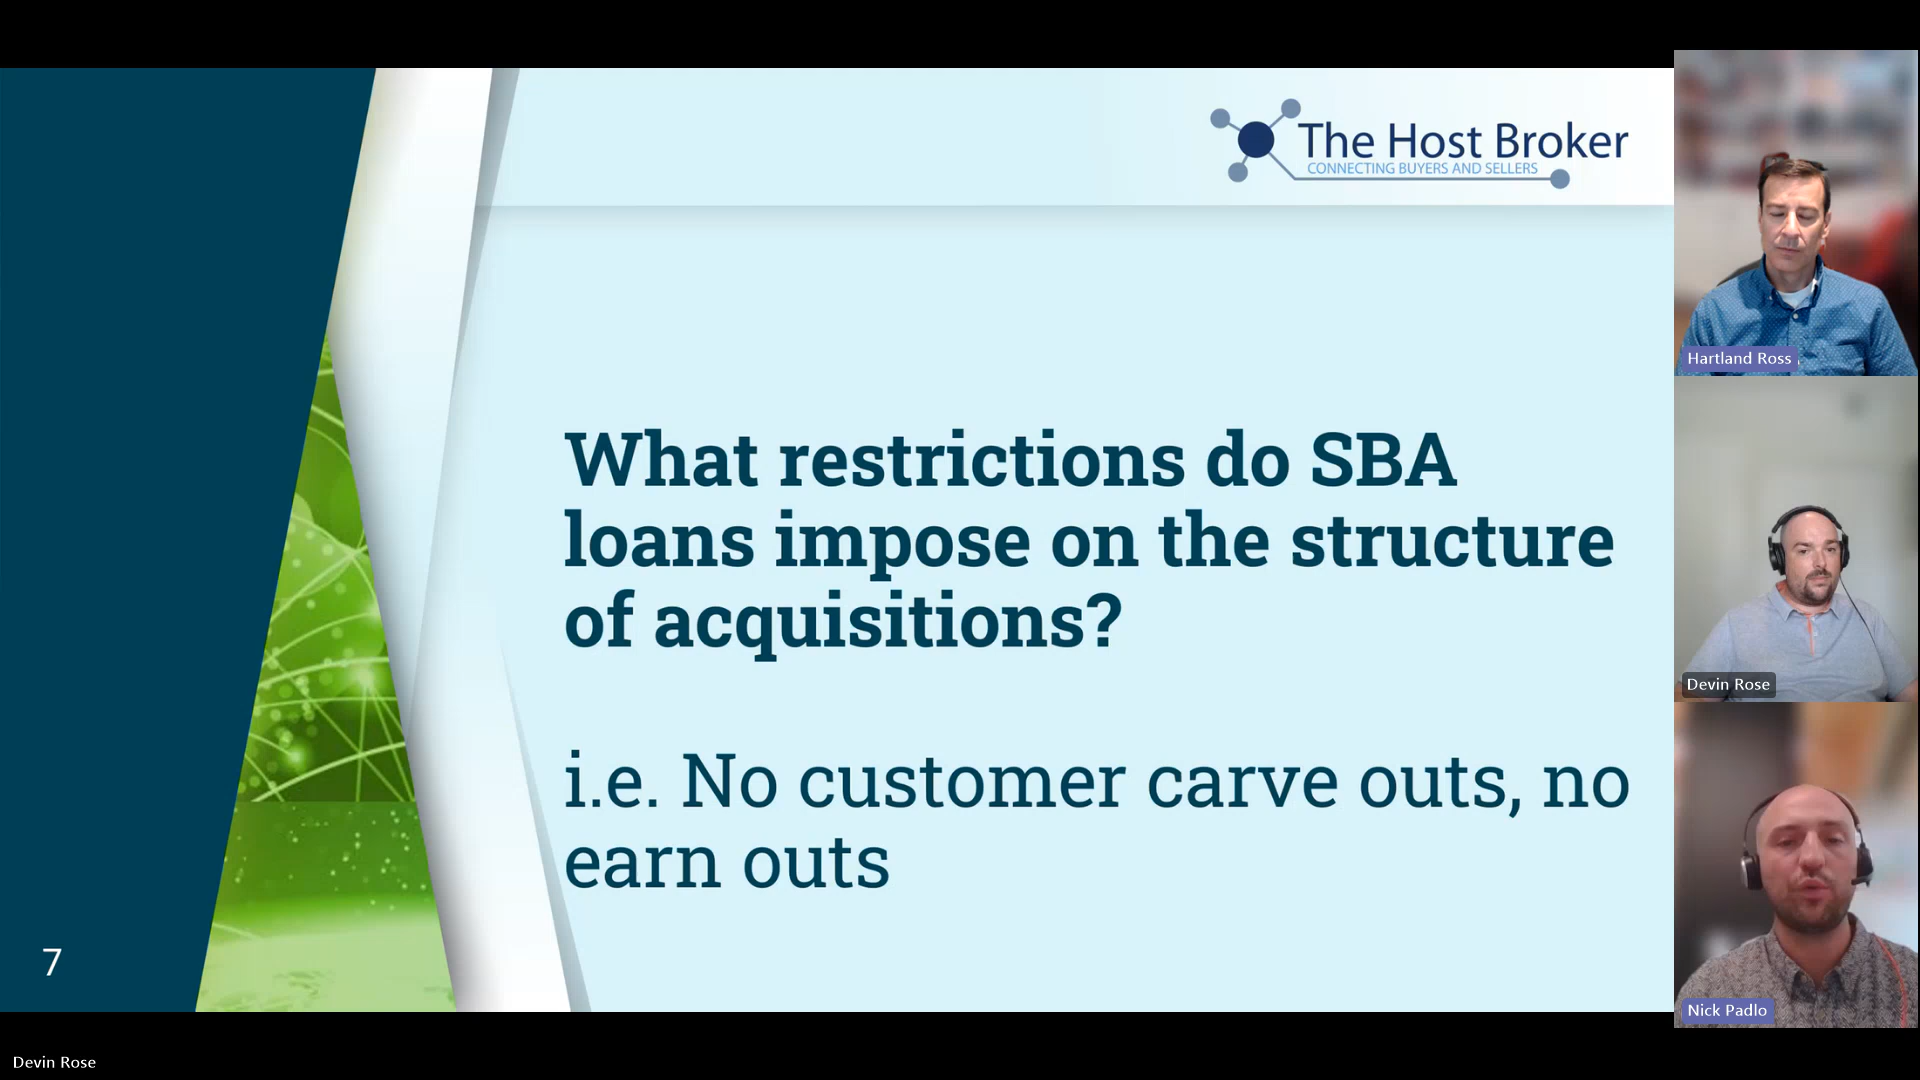 The Host Broker
CONNECTING BUYERS AND SELLERS
What restrictions do SBA
loans impose on the structure
of acquisitions?
i.e. No customer carve outs, no
earn outs
7
Hartland Ross
Devin Rose
Nick Padlo
Devin Rose